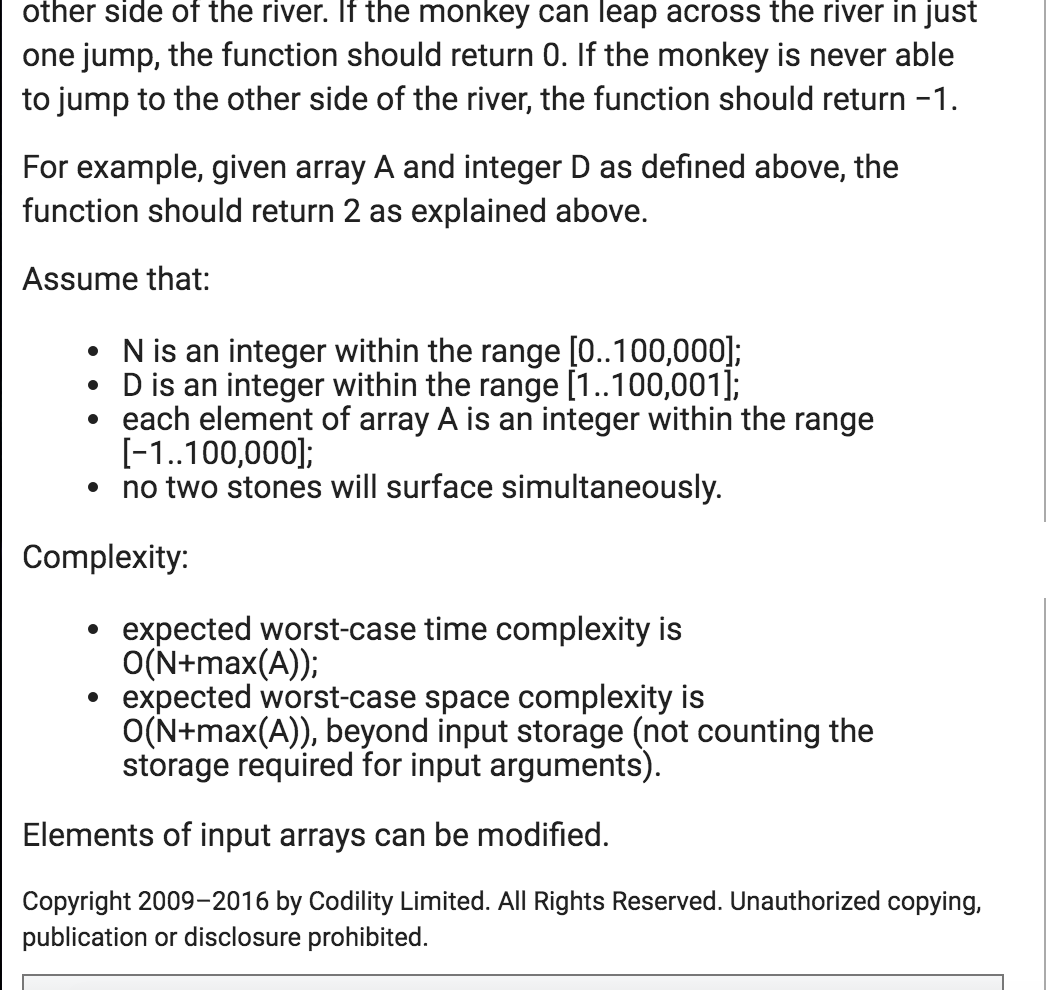 other side of the river. If the monkey can leap across the river in just
one jump, the function should return 0. If the monkey is never able
to jump to the other side of the river, the function should return −1.
For example, given array A and integer D as defined above, the
function should return 2 as explained above.
Assume that:
• N is an integer within the range [0..100,000];
• D is an integer within the range [1..100,001];
• each element of array A is an integer within the range
[−1..100,000];
• no two stones will surface simultaneously.
Complexity:
• expected worst-case time complexity is
O(N+max(A));
• expected worst-case space complexity is
O(N+max(A)), beyond input storage (not counting the
storage required for input arguments).
Elements of input arrays can be modified.
Copyright 2009–2016 by Codility Limited. All Rights Reserved. Unauthorized copying,
publication or disclosure prohibited.